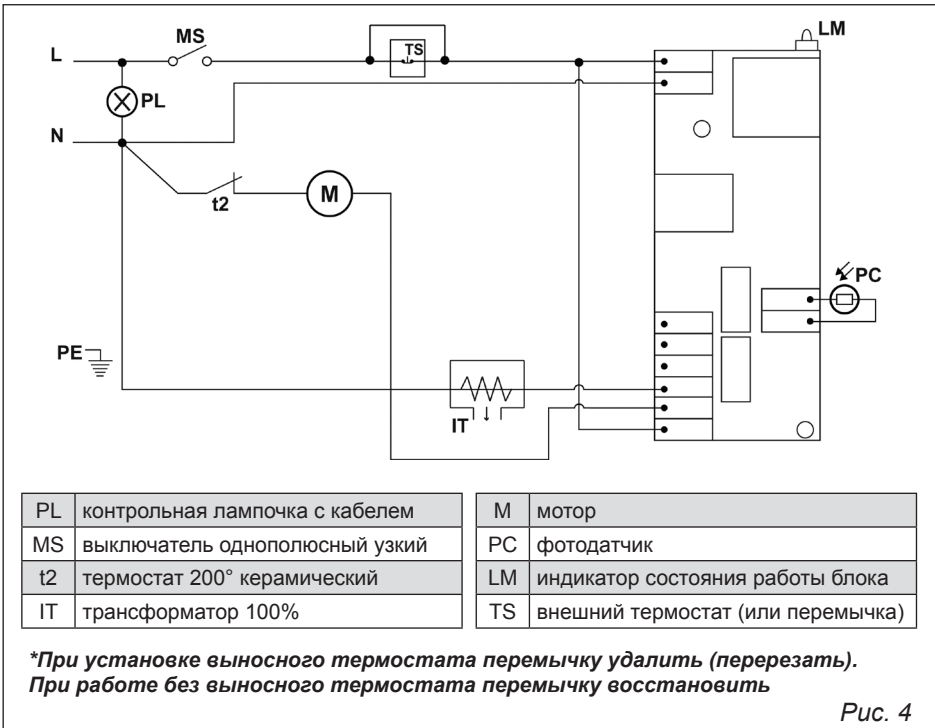 L
MS
TS
LM
PL
N
t2
M
PC
PE
IT
PL контрольная лампочка с кабелем
MS выключатель однополюсный узкий
t2 термостат 200° керамический
IT трансформатор 100%
M мотор
PC фотодатчик
LM индикатор состояния работы блока
TS внешний термостат (или перемычка)
*При установке выносного термостата перемычку удалить (перерезать).
При работе без выносного термостата перемычку восстановить
Рис. 4